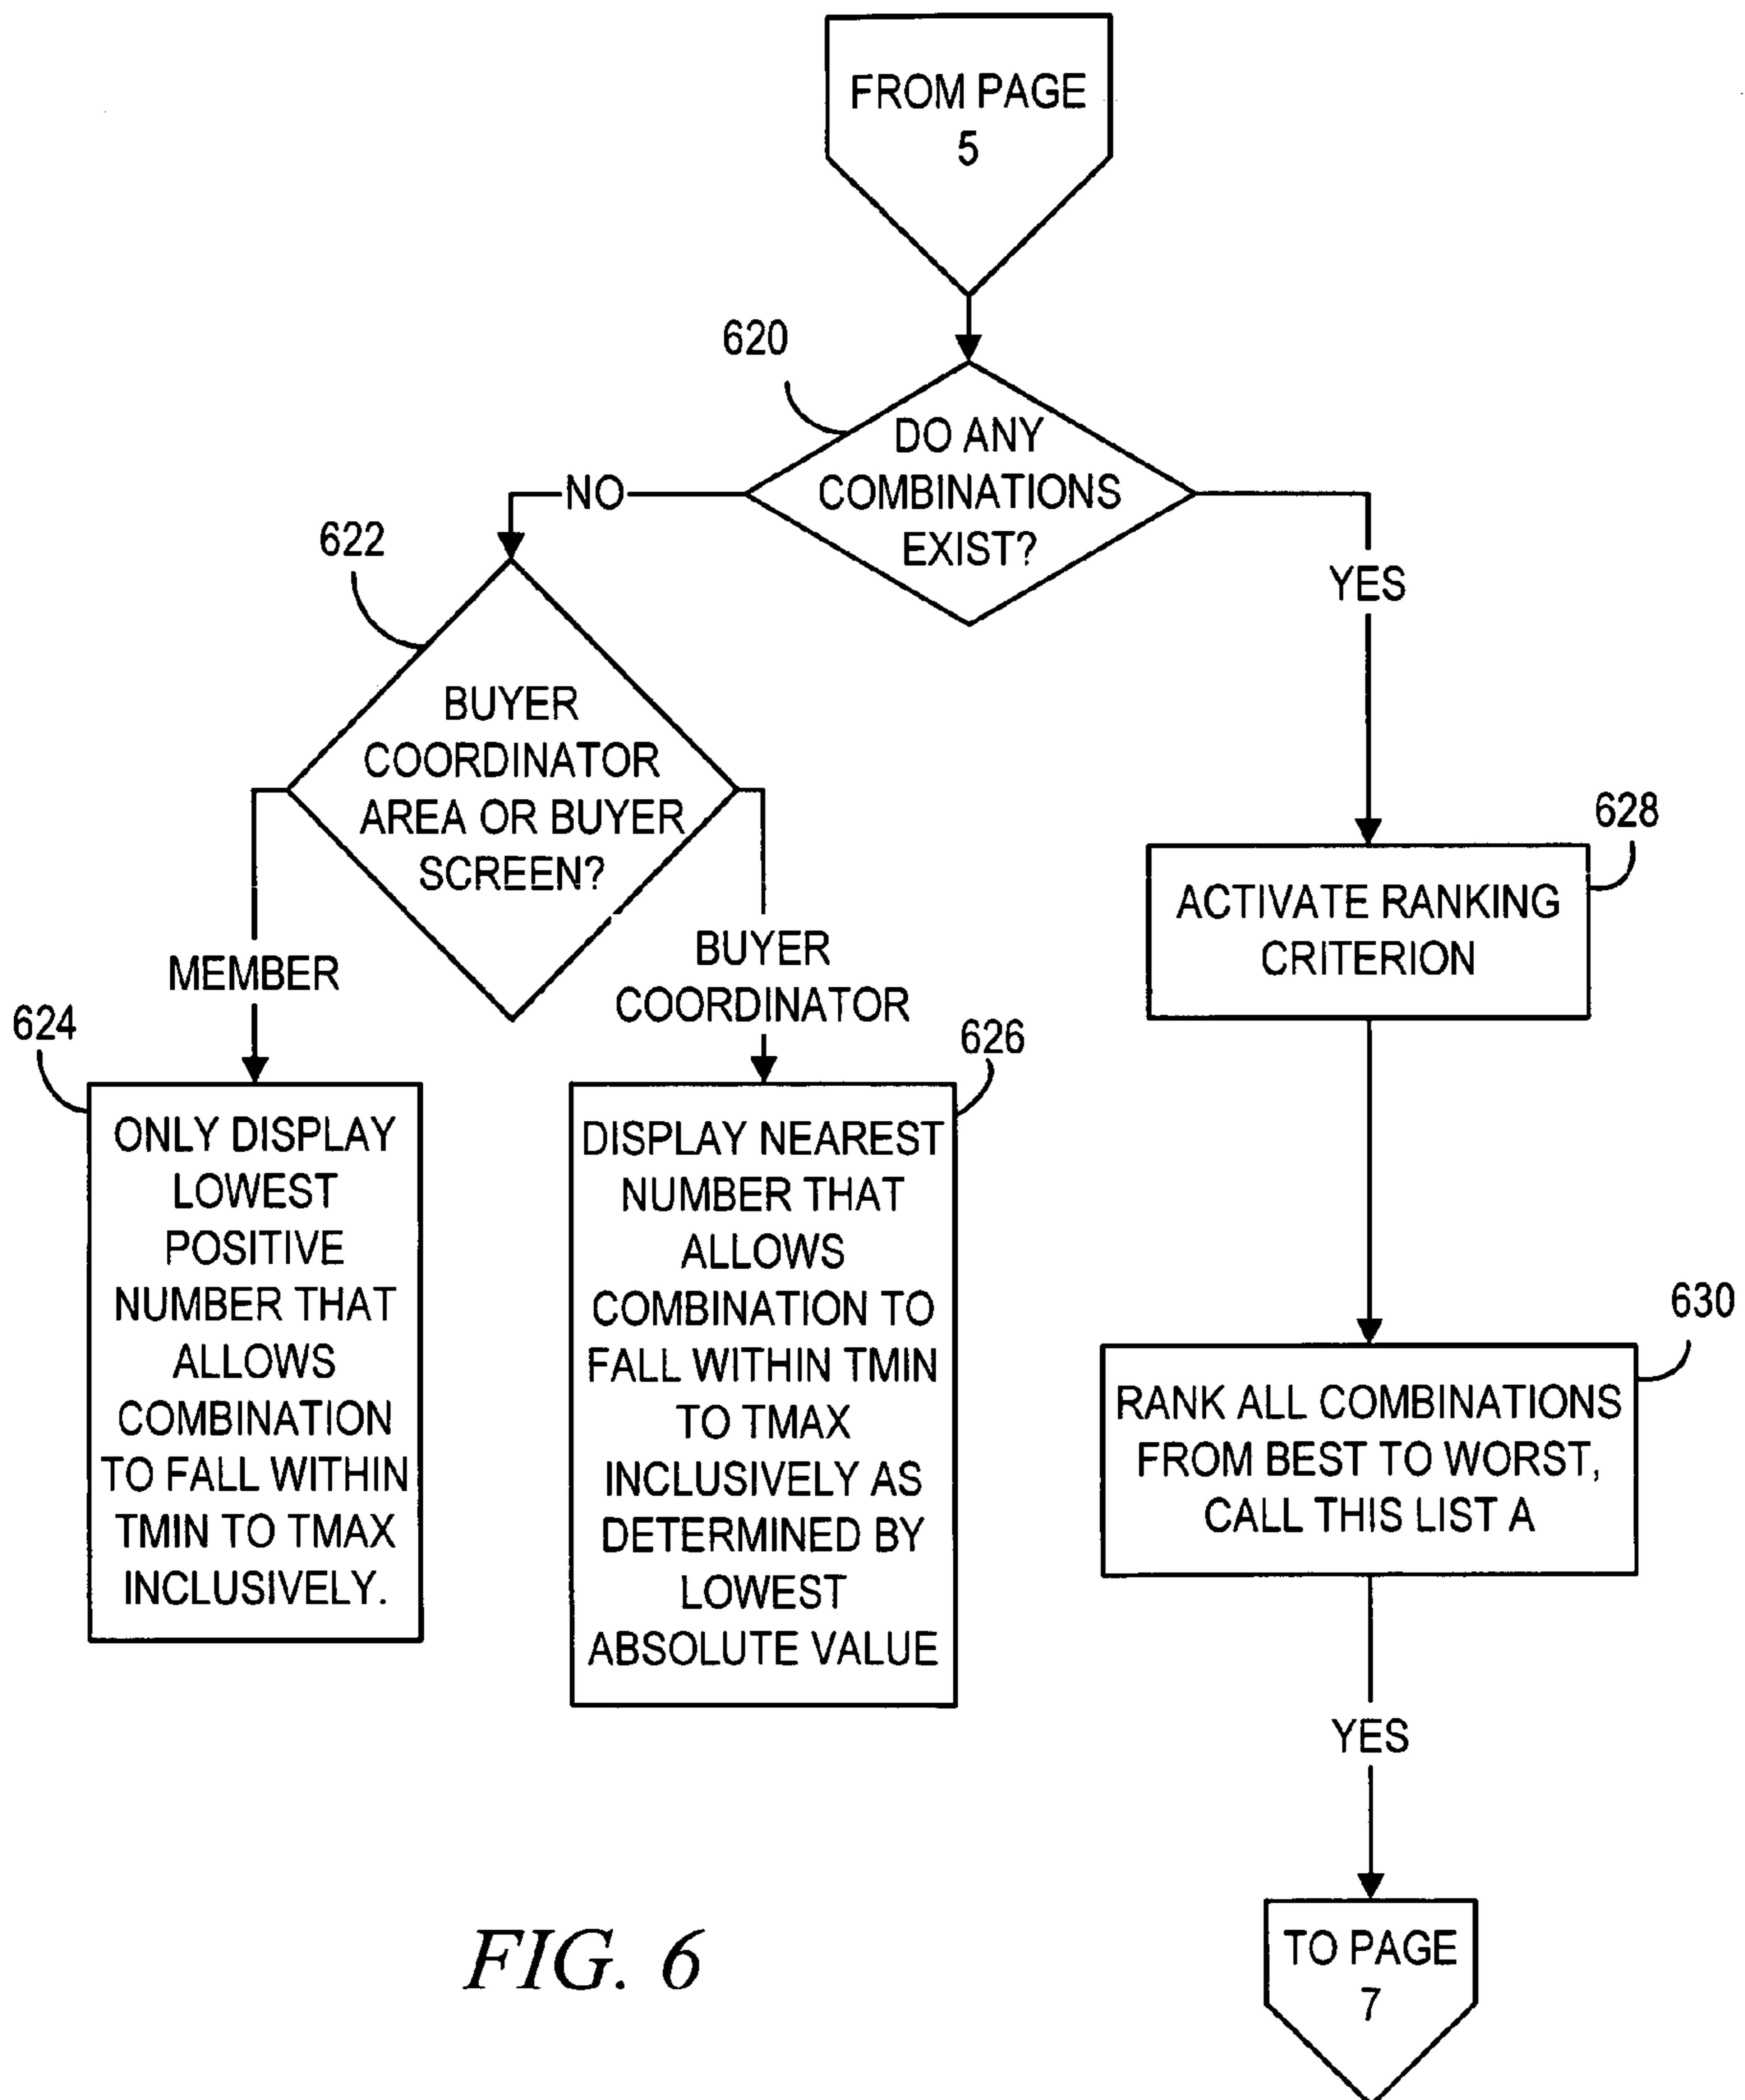 FROM PAGE
5
620
DO ANY
COMBINATIONS
EXIST?
NO
YES
622
BUYER
COORDINATOR
AREA OR BUYER
SCREEN?
MEMBER
BUYER
COORDINATOR
624
ONLY DISPLAY
LOWEST
POSITIVE
NUMBER THAT
ALLOWS
COMBINATION
TO FALL WITHIN
TMIN TO TMAX
INCLUSIVELY.
626
DISPLAY NEAREST
NUMBER THAT
ALLOWS
COMBINATION TO
FALL WITHIN TMIN
TO TMAX
INCLUSIVELY AS
DETERMINED BY
LOWEST
ABSOLUTE VALUE
628
ACTIVATE RANKING
CRITERION
630
RANK ALL COMBINATIONS
FROM BEST TO WORST,
CALL THIS LIST A
YES
TO PAGE
7
FIG. 6